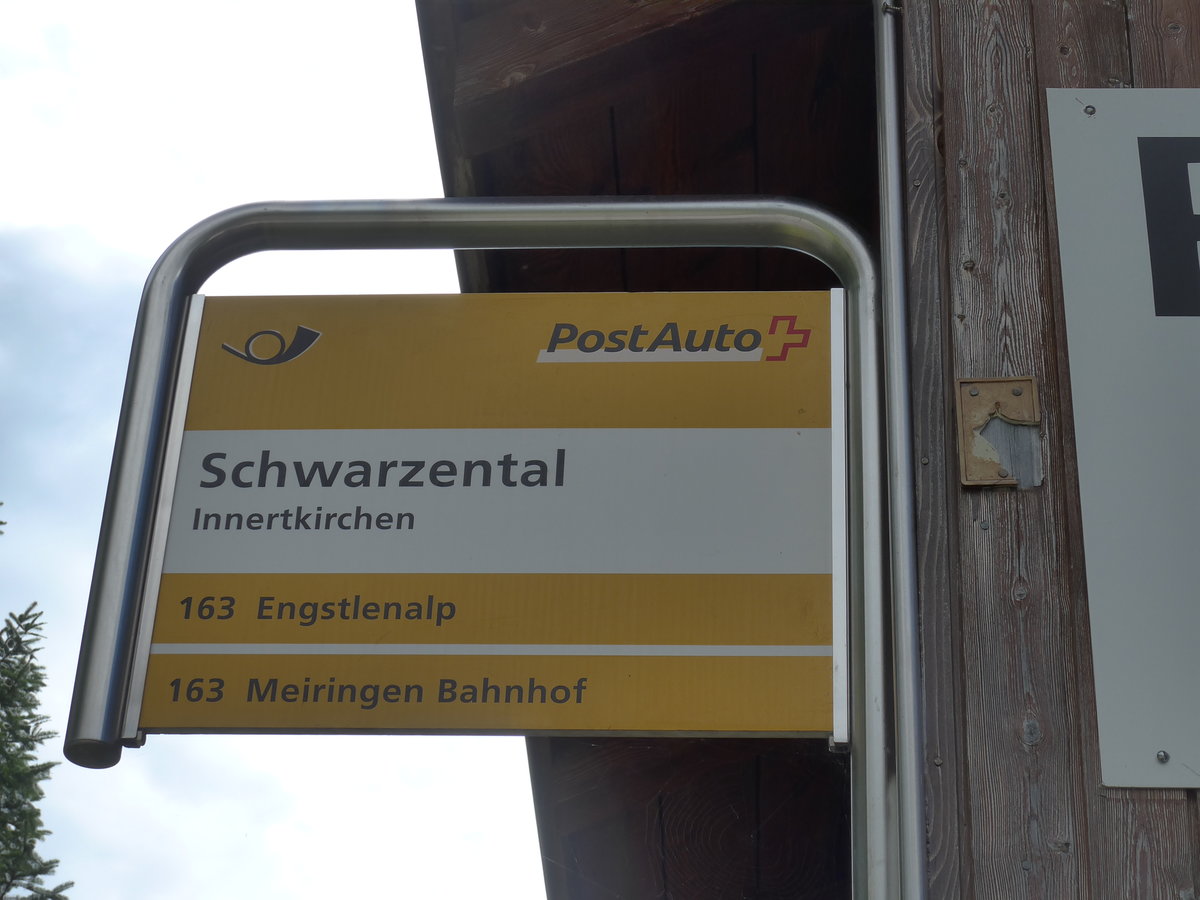 PostAuto
Schwarzental
Innertkirchen
163 Engstlenalp
163 Meiringen Bahnhof